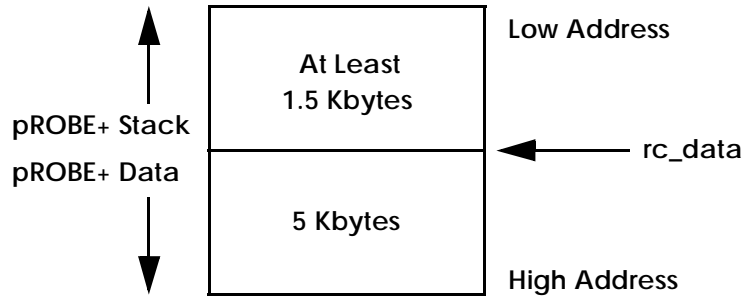 Low Address
At Least
1.5 Kbytes
pROBE+ Stack
rc_data
pROBE+ Data
5 Kbytes
High Address